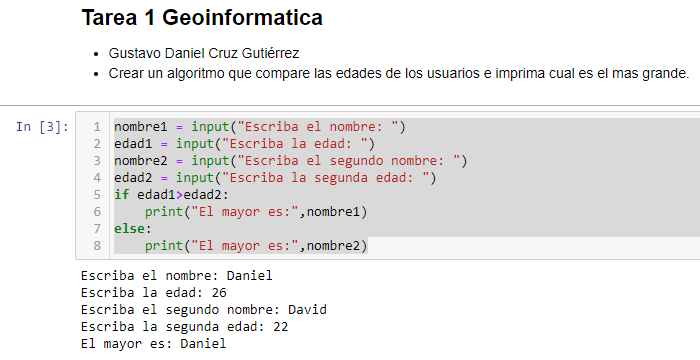 Tarea 1 Geoinformatica
• Gustavo Daniel Cruz Gutiérrez
• Crear un algoritmo que compare las edades de los usuarios e imprima cual es el mas grande.
In [3]:
1 nombre1 = input("Escriba el nombre: ")
2 edad1 = input("Escriba la edad: ")
3 nombre2 = input("Escriba el segundo nombre: ")
4 edad2 = input("Escriba la segunda edad: ")
5 if edad1>edad2:
6     print("El mayor es:",nombre1)
7 else:
8     print("El mayor es:",nombre2)
Escriba el nombre: Daniel
Escriba la edad: 26
Escriba el segundo nombre: David
Escriba la segunda edad: 22
El mayor es: Daniel